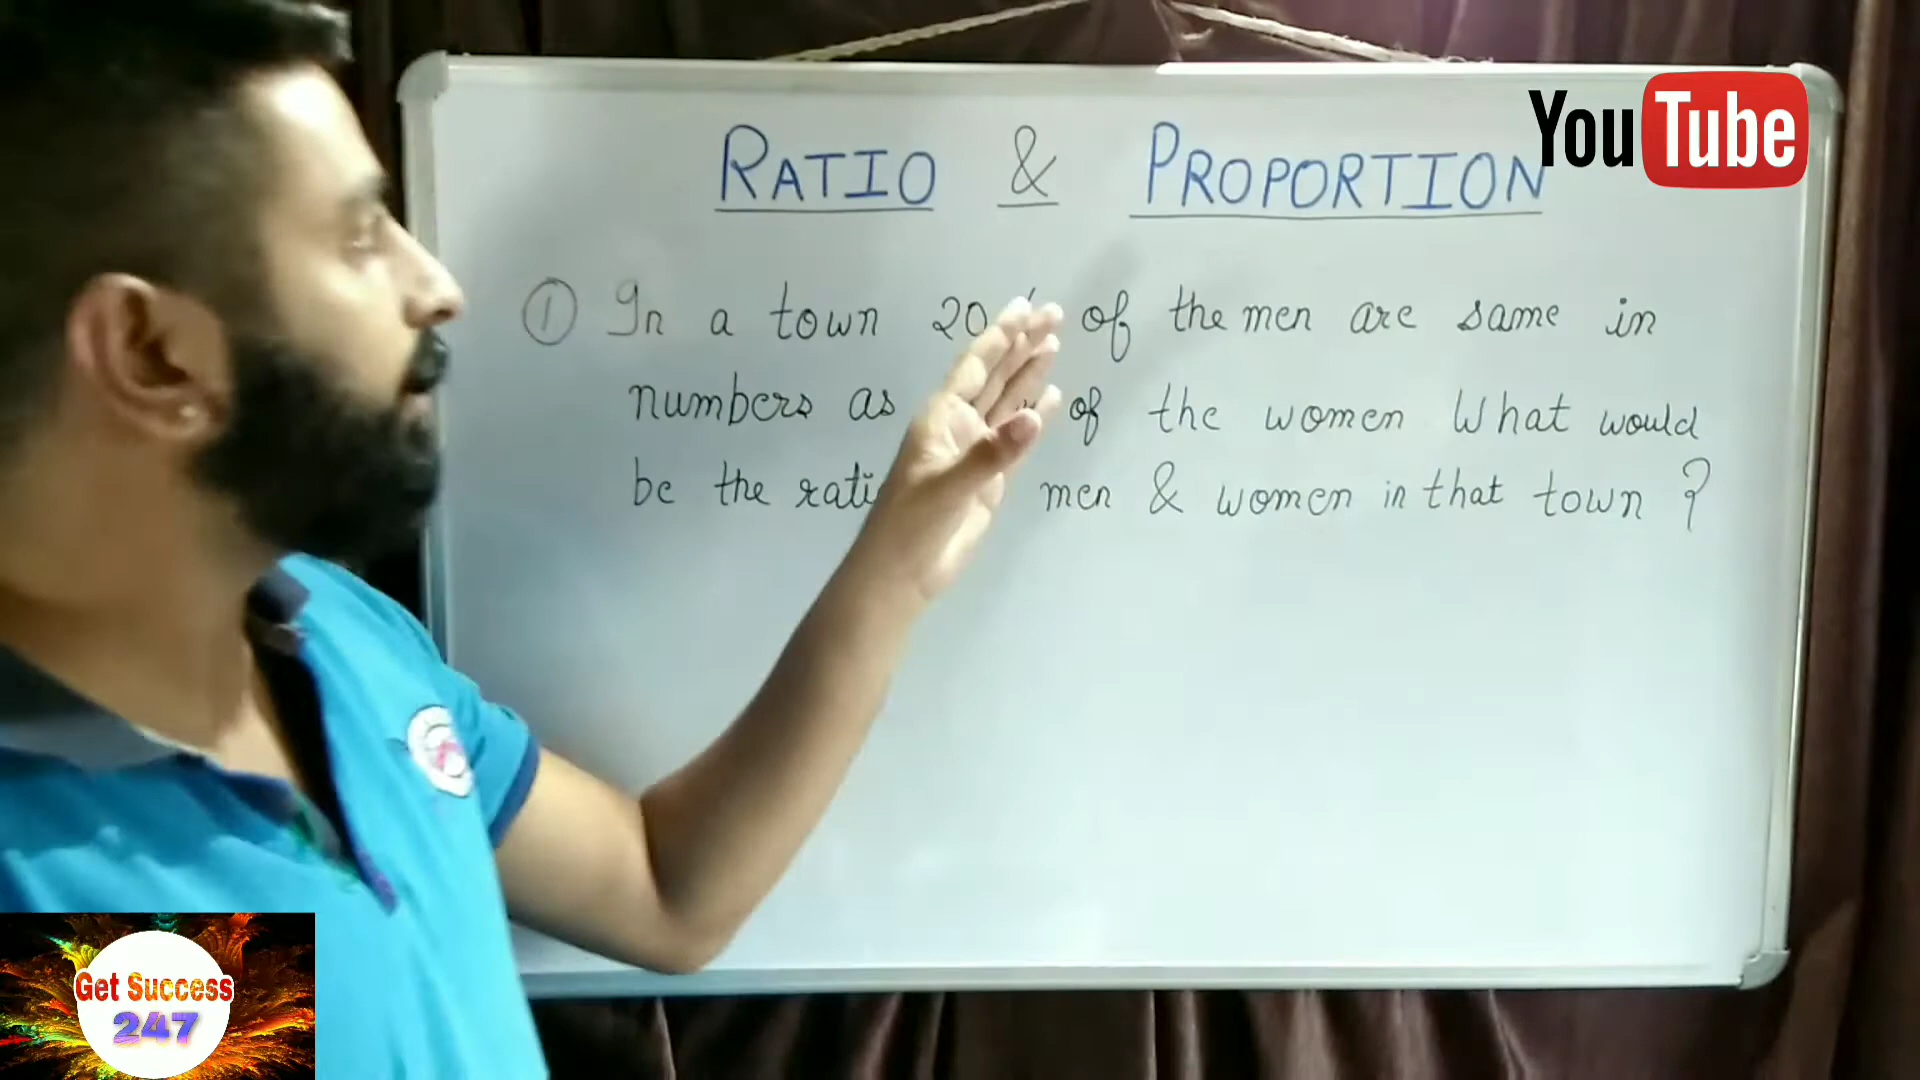 RATIO & PROPORTION
YouTube
① In a town 20% of the men are same in
numbers as of the women What would
be the men & women in that town ?
Get Success
247